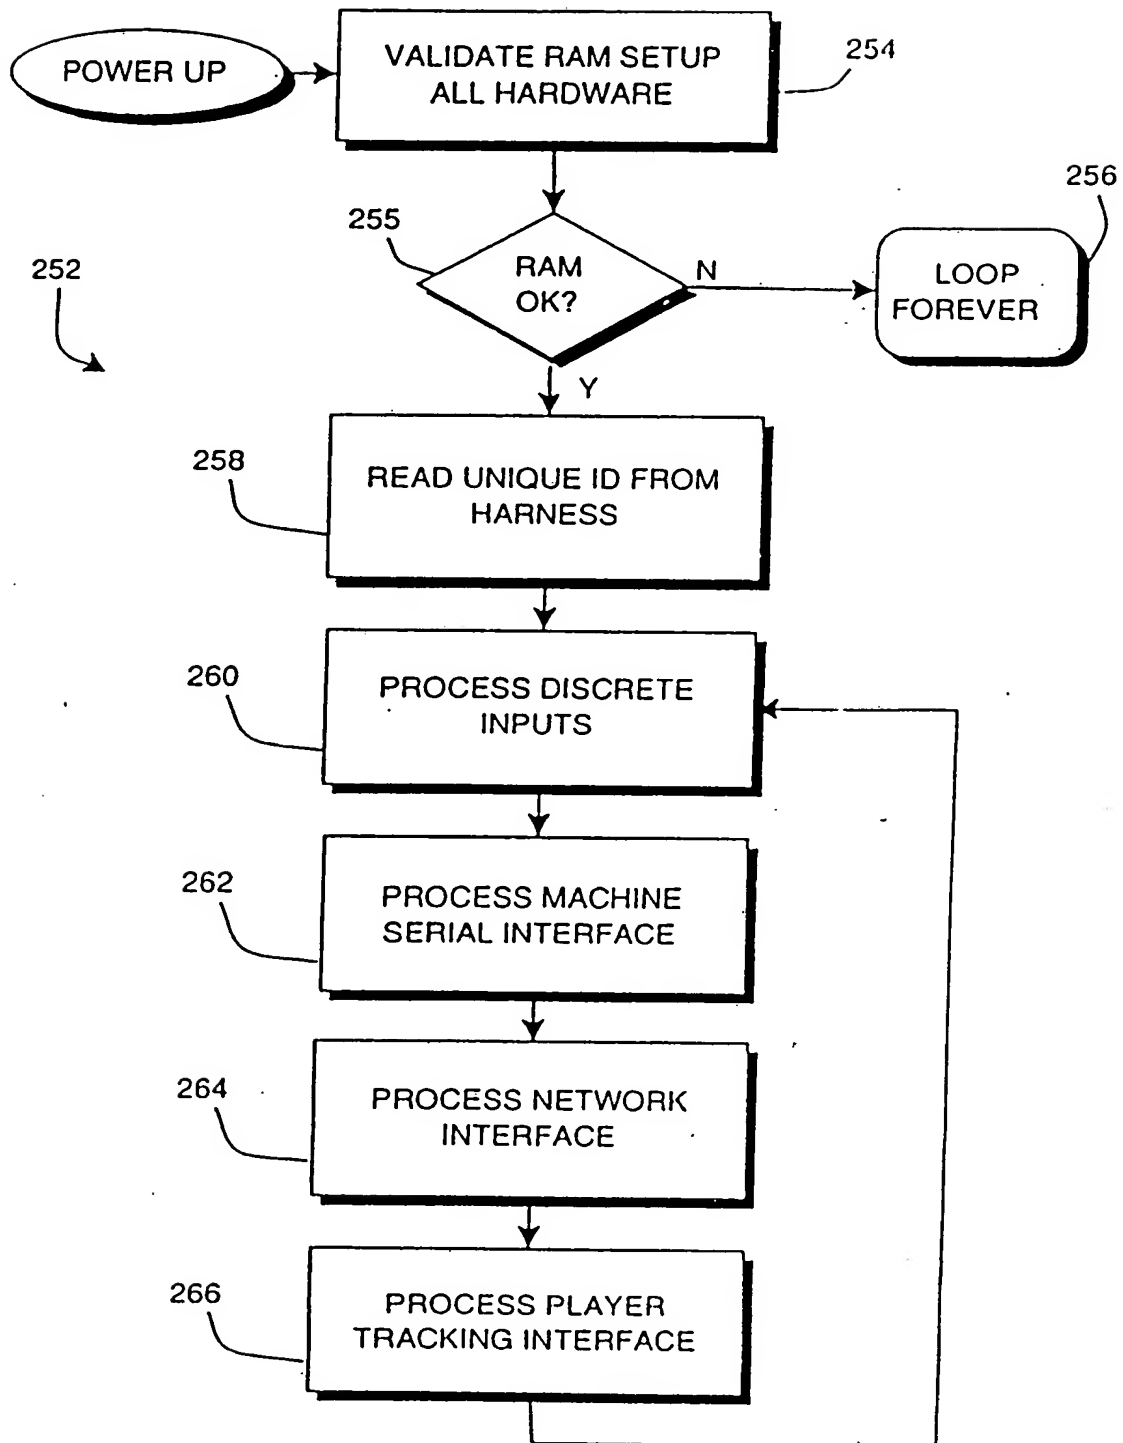 POWER UP
VALIDATE RAM SETUP
ALL HARDWARE
254
255
RAM
OK?
N
256
LOOP
FOREVER
252
Y
258
READ UNIQUE ID FROM
HARNESS
260
PROCESS DISCRETE
INPUTS
262
PROCESS MACHINE
SERIAL INTERFACE
264
PROCESS NETWORK
INTERFACE
266
PROCESS PLAYER
TRACKING INTERFACE